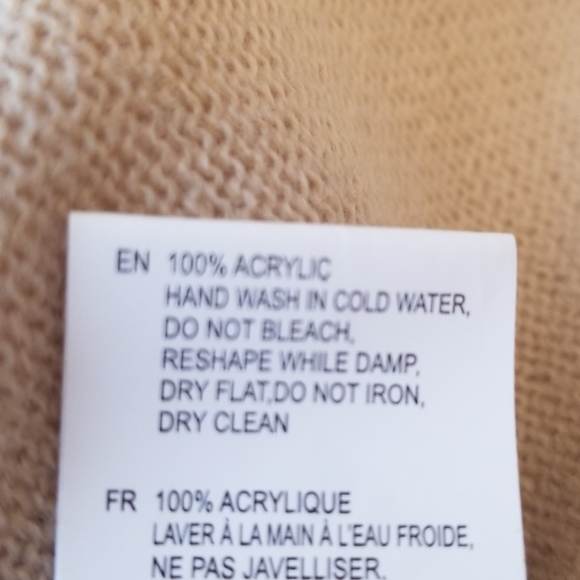 EN 100% ACRYLIC
HAND WASH IN COLD WATER,
DO NOT BLEACH,
RESHAPE WHILE DAMP,
DRY FLAT,DO NOT IRON,
DRY CLEAN
FR 100% ACRYLIQUE
LAVER À LA MAIN À L'EAU FROIDE,
NE PAS JAVELLISER,